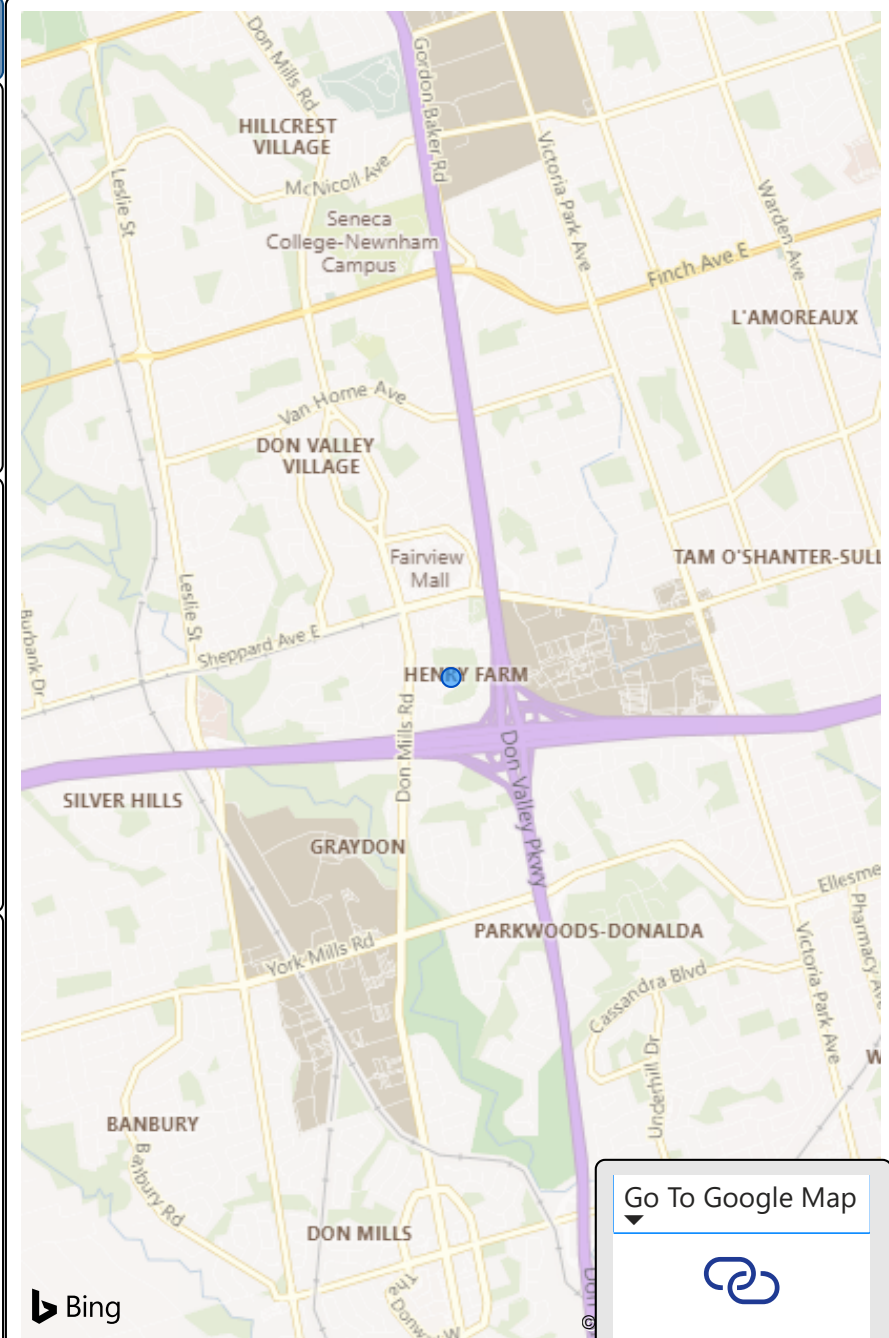 Don Mills Rd
Gordon Baker Rd
HILLCREST
VILLAGE
Victoria Park Ave
McNicoll Ave
Leslie St
Warden Ave
Seneca
College-Newnham
Campus
Finch Ave E
L'AMOREAUX
Van Horne Ave
DON VALLEY
VILLAGE
Fairview
Mall
TAM O'SHANTER-SULL
Leslie St
Burbank Dr
Sheppard Ave E
HENRY FARM
Don Mills Rd
Don Valley Pkwy
SILVER HILLS
GRAYDON
Ellesme
Pharmacy Av
PARKWOODS-DONALDA
York Mills Rd
Victoria Park Ave
Cassandra Blvd
Underhill Dr
W
BANBURY
Banbury Rd
DON MILLS
The Donway W
Don
Go To Google Map
Bing
©